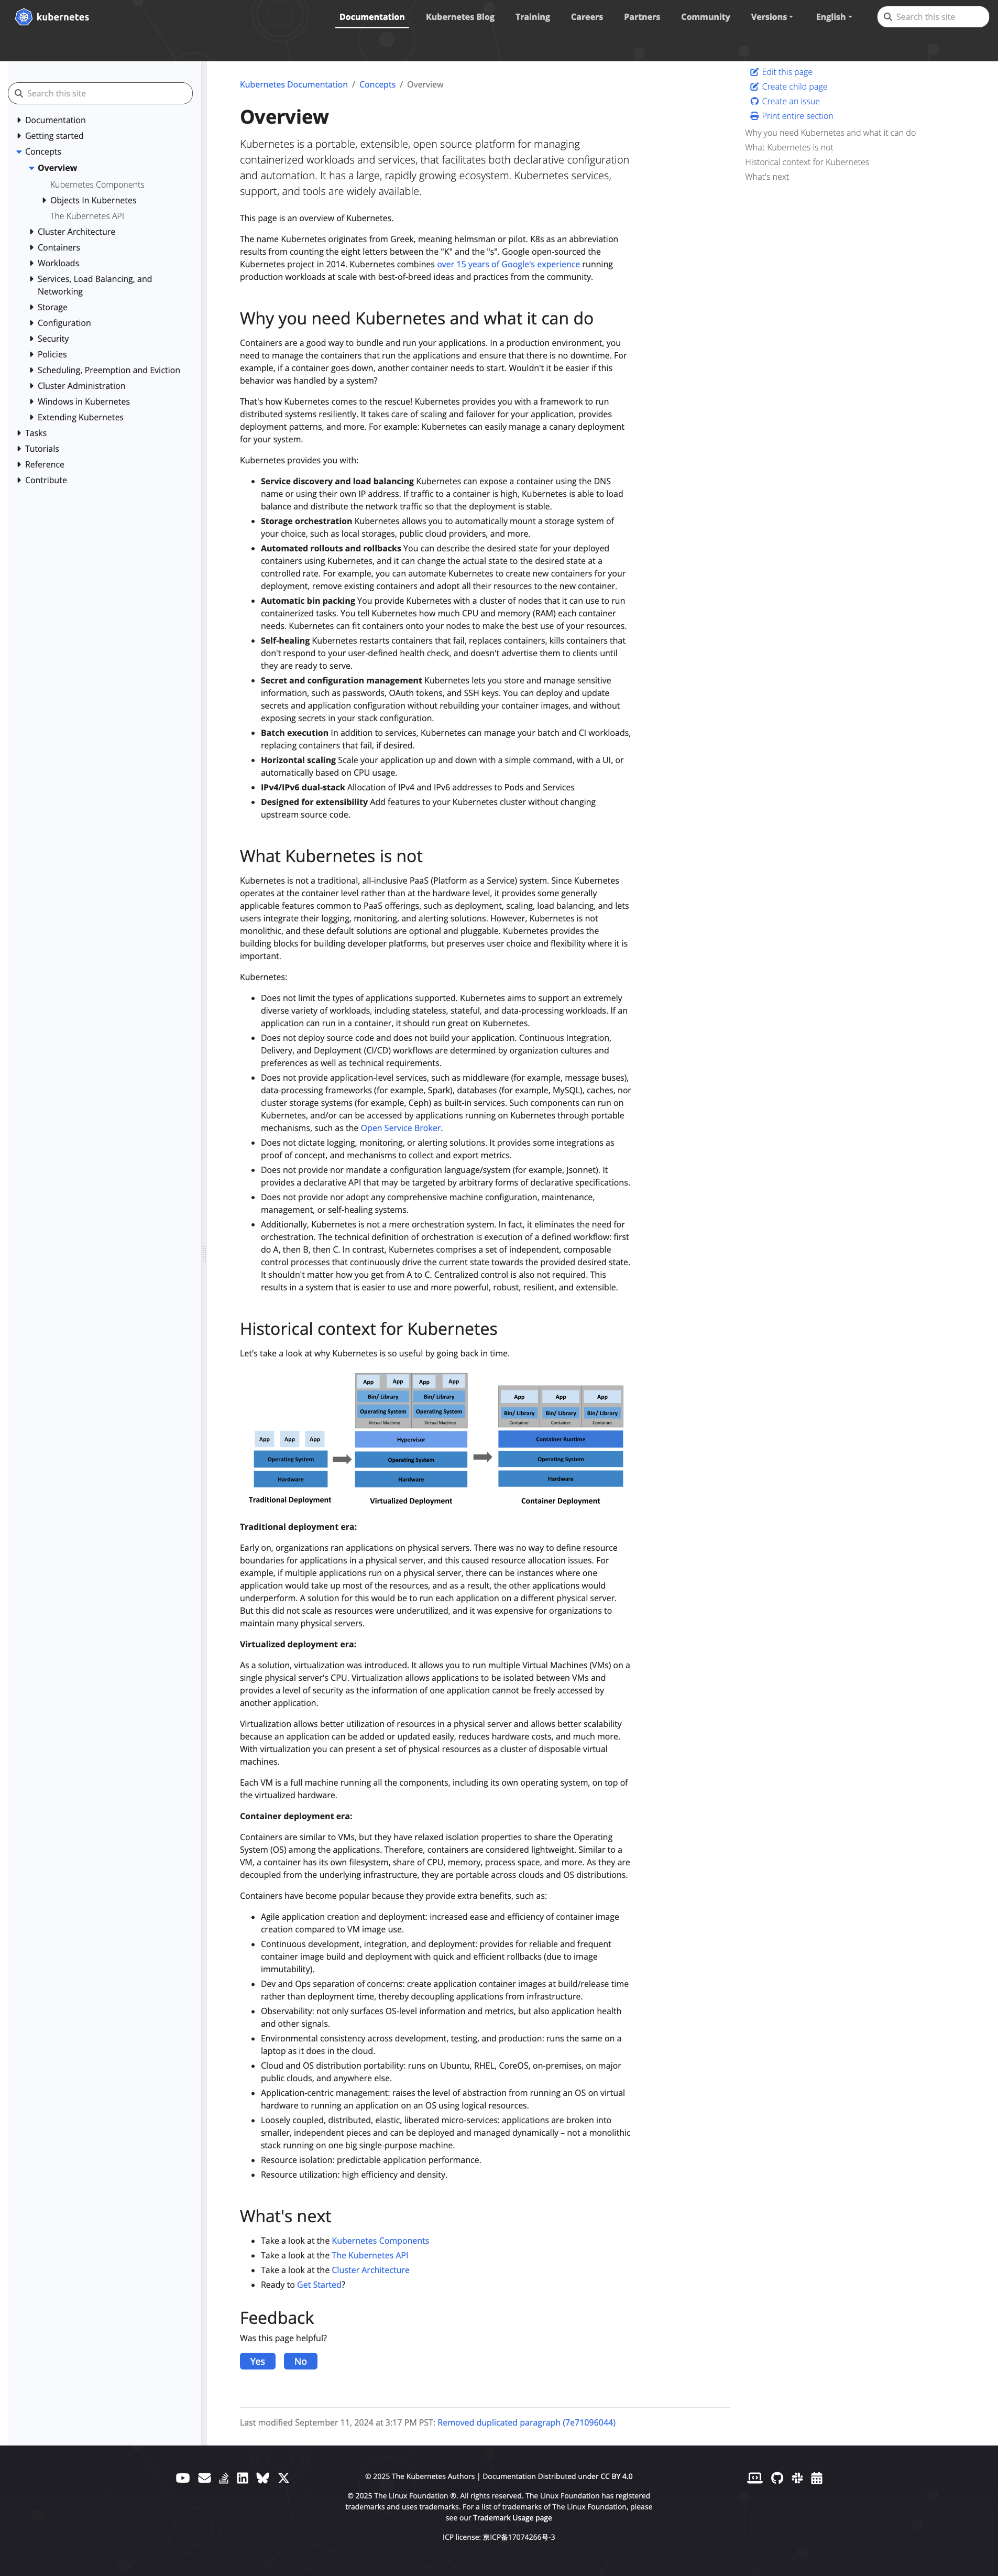 kubernetes
Documentation
Kubernetes Blog
Training
Careers
Partners
Community
Versions
English
Search this site
Search this site
Documentation
Getting started
Concepts
Overview
Kubernetes Components
Objects In Kubernetes
The Kubernetes API
Cluster Architecture
Containers
Workloads
Services, Load Balancing, and
Networking
Storage
Configuration
Security
Policies
Scheduling, Preemption and Eviction
Cluster Administration
Windows in Kubernetes
Extending Kubernetes
Tasks
Tutorials
Reference
Contribute
Kubernetes Documentation / Concepts / Overview
Overview
Kubernetes is a portable, extensible, open source platform for managing
containerized workloads and services, that facilitates both declarative configuration
and automation. It has a large, rapidly growing ecosystem. Kubernetes services,
support, and tools are widely available.
This page is an overview of Kubernetes.
The name Kubernetes originates from Greek, meaning helmsman or pilot. K8s as an abbreviation
results from counting the eight letters between the "K" and the "s". Google open-sourced the
Kubernetes project in 2014. Kubernetes combines over 15 years of Google's experience running
production workloads at scale with best-of-breed ideas and practices from the community.
Why you need Kubernetes and what it can do
Containers are a good way to bundle and run your applications. In a production environment, you
need to manage the containers that run the applications and ensure that there is no downtime. For
example, if a container goes down, another container needs to start. Wouldn't it be easier if this
behavior was handled by a system?
That's how Kubernetes comes to the rescue! Kubernetes provides you with a framework to run
distributed systems resiliently. It takes care of scaling and failover for your application, provides
deployment patterns, and more. For example: Kubernetes can easily manage a canary deployment
for your system.
Kubernetes provides you with:
• Service discovery and load balancing Kubernetes can expose a container using the DNS
name or using their own IP address. If traffic to a container is high, Kubernetes is able to load
balance and distribute the network traffic so that the deployment is stable.
• Storage orchestration Kubernetes allows you to automatically mount a storage system of
your choice, such as local storages, public cloud providers, and more.
• Automated rollouts and rollbacks You can describe the desired state for your deployed
containers using Kubernetes, and it can change the actual state to the desired state at a
controlled rate. For example, you can automate Kubernetes to create new containers for your
deployment, remove existing containers and adopt all their resources to the new container.
• Automatic bin packing You provide Kubernetes with a cluster of nodes that it can use to run
containerized tasks. You tell Kubernetes how much CPU and memory (RAM) each container
needs. Kubernetes can fit containers onto your nodes to make the best use of your resources.
• Self-healing Kubernetes restarts containers that fail, replaces containers, kills containers that
don't respond to your user-defined health check, and doesn't advertise them to clients until
they are ready to serve.
• Secret and configuration management Kubernetes lets you store and manage sensitive
information, such as passwords, OAuth tokens, and SSH keys. You can deploy and update
secrets and application configuration without rebuilding your container images, and without
exposing secrets in your stack configuration.
• Batch execution In addition to services, Kubernetes can manage your batch and CI workloads,
replacing containers that fail, if desired.
• Horizontal scaling Scale your application up and down with a simple command, with a UI, or
automatically based on CPU usage.
• IPv4/IPv6 dual-stack Allocation of IPv4 and IPv6 addresses to Pods and Services
• Designed for extensibility Add features to your Kubernetes cluster without changing
upstream source code.
What Kubernetes is not
Kubernetes is not a traditional, all-inclusive PaaS (Platform as a Service) system. Since Kubernetes
operates at the container level rather than at the hardware level, it provides some generally
applicable features common to PaaS offerings, such as deployment, scaling, load balancing, and lets
users integrate their logging, monitoring, and alerting solutions. However, Kubernetes is not
monolithic, and these default solutions are optional and pluggable. Kubernetes provides the
building blocks for building developer platforms, but preserves user choice and flexibility where it is
important.
Kubernetes:
• Does not limit the types of applications supported. Kubernetes aims to support an extremely
diverse variety of workloads, including stateless, stateful, and data-processing workloads. If an
application can run in a container, it should run great on Kubernetes.
• Does not deploy source code and does not build your application. Continuous Integration,
Delivery, and Deployment (CI/CD) workflows are determined by organization cultures and
preferences as well as technical requirements.
• Does not provide application-level services, such as middleware (for example, message buses),
data-processing frameworks (for example, Spark), databases (for example, MySQL), caches, nor
cluster storage systems (for example, Ceph) as built-in services. Such components can run on
Kubernetes, and/or can be accessed by applications running on Kubernetes through portable
mechanisms, such as the Open Service Broker.
• Does not dictate logging, monitoring, or alerting solutions. It provides some integrations as
proof of concept, and mechanisms to collect and export metrics.
• Does not provide nor mandate a configuration language/system (for example, Jsonnet). It
provides a declarative API that may be targeted by arbitrary forms of declarative specifications.
• Does not provide nor adopt any comprehensive machine configuration, maintenance,
management, or self-healing systems.
• Additionally, Kubernetes is not a mere orchestration system. In fact, it eliminates the need for
orchestration. The technical definition of orchestration is execution of a defined workflow: first
do A, then B, then C. In contrast, Kubernetes comprises a set of independent, composable
control processes that continuously drive the current state towards the provided desired state.
It shouldn't matter how you get from A to C. Centralized control is also not required. This
results in a system that is easier to use and more powerful, robust, resilient, and extensible.
Historical context for Kubernetes
Let's take a look at why Kubernetes is so useful by going back in time.
App App App
Operating System
Hardware
Traditional Deployment
App App App App
Bin/ Library Bin/ Library
Operating System Operating System
Virtual Machine Virtual Machine
Hypervisor
Operating System
Hardware
Virtualized Deployment
App App App
Bin/ Library Bin/ Library Bin/ Library
Container Container Container
Container Runtime
Operating System
Hardware
Container Deployment
Traditional deployment era:
Early on, organizations ran applications on physical servers. There was no way to define resource
boundaries for applications in a physical server, and this caused resource allocation issues. For
example, if multiple applications run on a physical server, there can be instances where one
application would take up most of the resources, and as a result, the other applications would
underperform. A solution for this would be to run each application on a different physical server.
But this did not scale as resources were underutilized, and it was expensive for organizations to
maintain many physical servers.
Virtualized deployment era:
As a solution, virtualization was introduced. It allows you to run multiple Virtual Machines (VMs) on a
single physical server's CPU. Virtualization allows applications to be isolated between VMs and
provides a level of security as the information of one application cannot be freely accessed by
another application.
Virtualization allows better utilization of resources in a physical server and allows better scalability
because an application can be added or updated easily, reduces hardware costs, and much more.
With virtualization you can present a set of physical resources as a cluster of disposable virtual
machines.
Each VM is a full machine running all the components, including its own operating system, on top of
the virtualized hardware.
Container deployment era:
Containers are similar to VMs, but they have relaxed isolation properties to share the Operating
System (OS) among the applications. Therefore, containers are considered lightweight. Similar to a
VM, a container has its own filesystem, share of CPU, memory, process space, and more. As they are
decoupled from the underlying infrastructure, they are portable across clouds and OS distributions.
Containers have become popular because they provide extra benefits, such as:
• Agile application creation and deployment: increased ease and efficiency of container image
creation compared to VM image use.
• Continuous development, integration, and deployment: provides for reliable and frequent
container image build and deployment with quick and efficient rollbacks (due to image
immutability).
• Dev and Ops separation of concerns: create application container images at build/release time
rather than deployment time, thereby decoupling applications from infrastructure.
• Observability: not only surfaces OS-level information and metrics, but also application health
and other signals.
• Environmental consistency across development, testing, and production: runs the same on a
laptop as it does in the cloud.
• Cloud and OS distribution portability: runs on Ubuntu, RHEL, CoreOS, on-premises, on major
public clouds, and anywhere else.
• Application-centric management: raises the level of abstraction from running an OS on virtual
hardware to running an application on an OS using logical resources.
• Loosely coupled, distributed, elastic, liberated micro-services: applications are broken into
smaller, independent pieces and can be deployed and managed dynamically – not a monolithic
stack running on one big single-purpose machine.
• Resource isolation: predictable application performance.
• Resource utilization: high efficiency and density.
What's next
• Take a look at the Kubernetes Components
• Take a look at the The Kubernetes API
• Take a look at the Cluster Architecture
• Ready to Get Started?
Feedback
Was this page helpful?
Yes No
Last modified September 11, 2024 at 3:17 PM PST: Removed duplicated paragraph (7e71096044)
Edit this page
Create child page
Create an issue
Print entire section
Why you need Kubernetes and what it can do
What Kubernetes is not
Historical context for Kubernetes
What's next
© 2025 The Kubernetes Authors | Documentation Distributed under CC BY 4.0
© 2025 The Linux Foundation ®. All rights reserved. The Linux Foundation has registered
trademarks and uses trademarks. For a list of trademarks of The Linux Foundation, please
see our Trademark Usage page
ICP license: 京ICP备17074266号-3